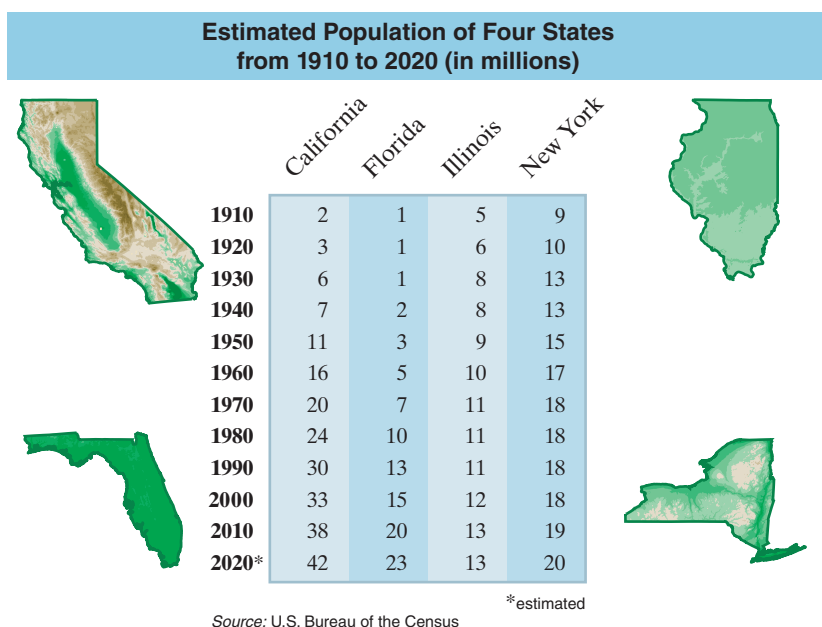 Estimated Population of Four States
from 1910 to 2020 (in millions)
California Florida Illinois New York
1910 2 1 5 9
1920 3 1 6 10
1930 6 1 8 13
1940 7 2 8 13
1950 11 3 9 15
1960 16 5 10 17
1970 20 7 11 18
1980 24 10 11 18
1990 30 13 11 18
2000 33 15 12 18
2010 38 20 13 19
2020* 42 23 13 20
*estimated
Source: U.S. Bureau of the Census